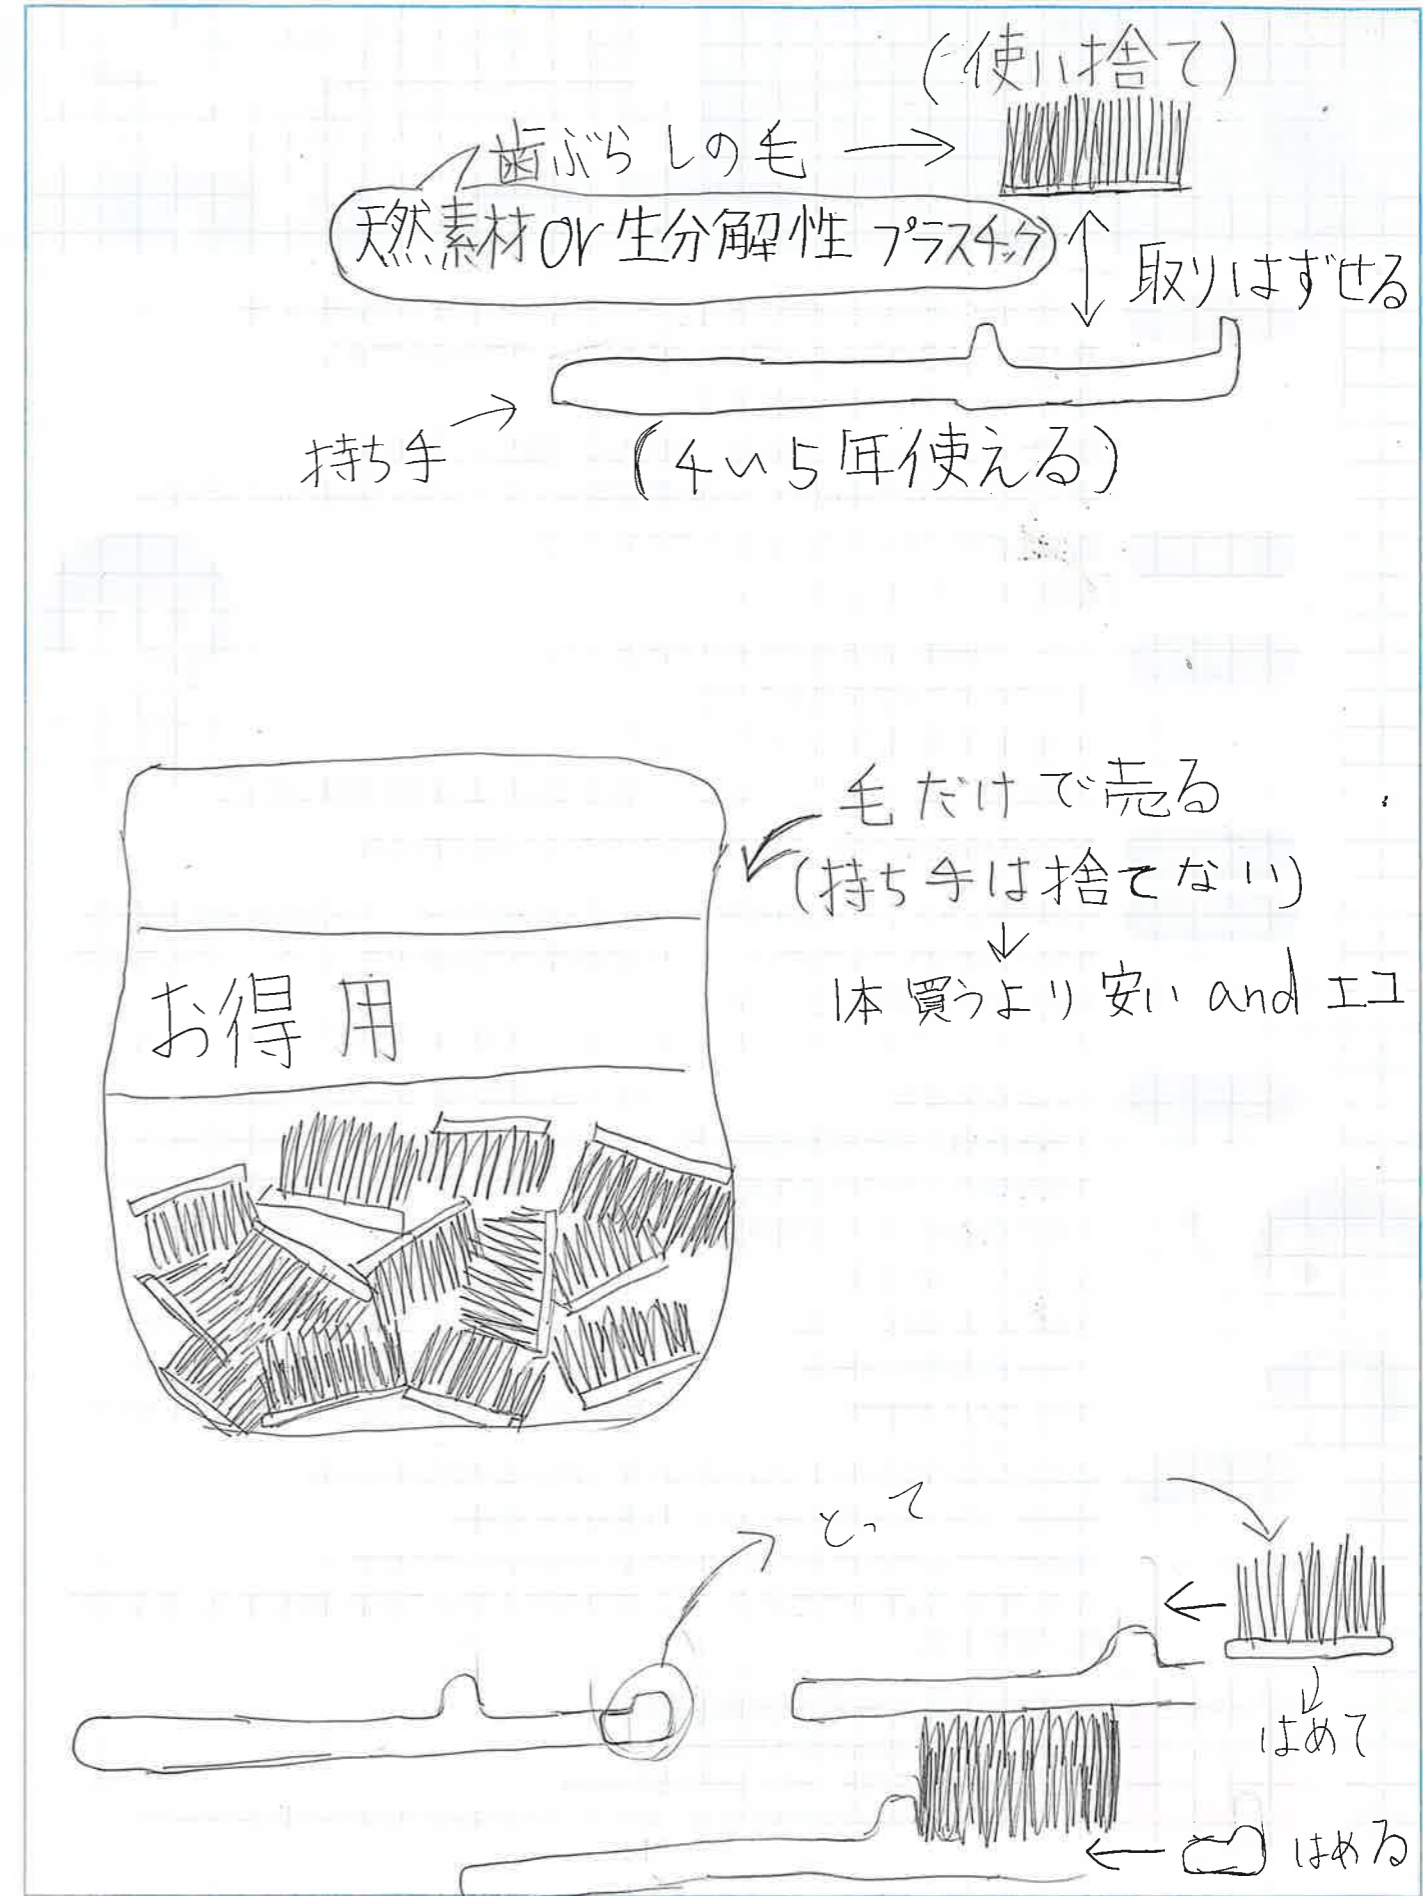 (使い捨て)
歯ぶらしの毛
天然素材or生分解性プラスチック
取りはずせる
持ち手
(4い5年使える)
毛だけで売る
(持ち手は捨てない)
1本買うより安い and エコ
お得用
とって
はめて
はめる